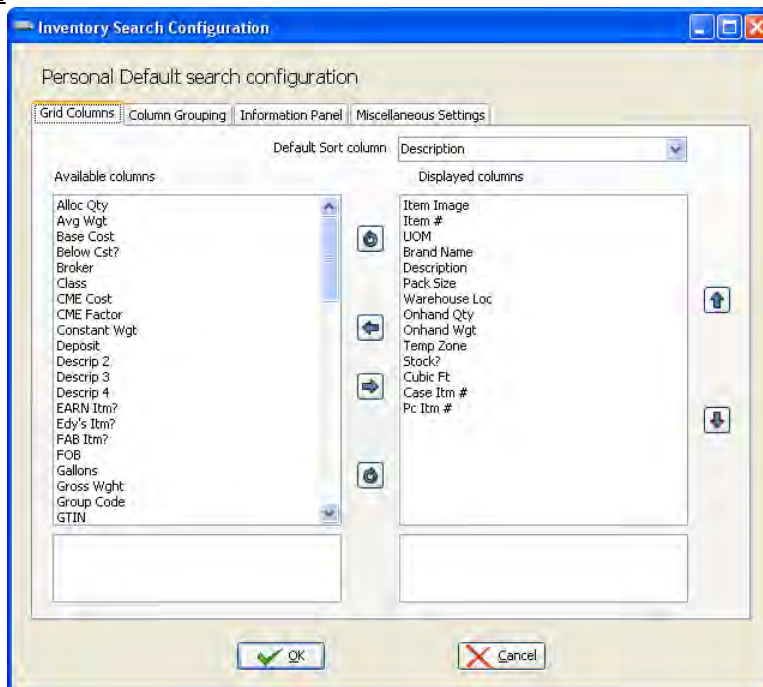 Inventory Search Configuration
Personal Default search configuration
Grid Columns Column Grouping Information Panel Miscellaneous Settings
Default Sort column Description
Available columns Displayed columns
Alloc Qty
Avg Wgt
Base Cost
Below Cst?
Broker
Class
CME Cost
CME Factor
Constant Wgt
Deposit
Descrip 2
Descrip 3
Descrip 4
EARN Itm?
Edy's Itm?
FAB Itm?
FOB
Gallons
Gross Wght
Group Code
GTIN
Item Image
Item #
UOM
Brand Name
Description
Pack Size
Warehouse Loc
Onhand Qty
Onhand Wgt
Temp Zone
Stock?
Cubic Ft
Case Itm #
Pc Itm #
OK Cancel